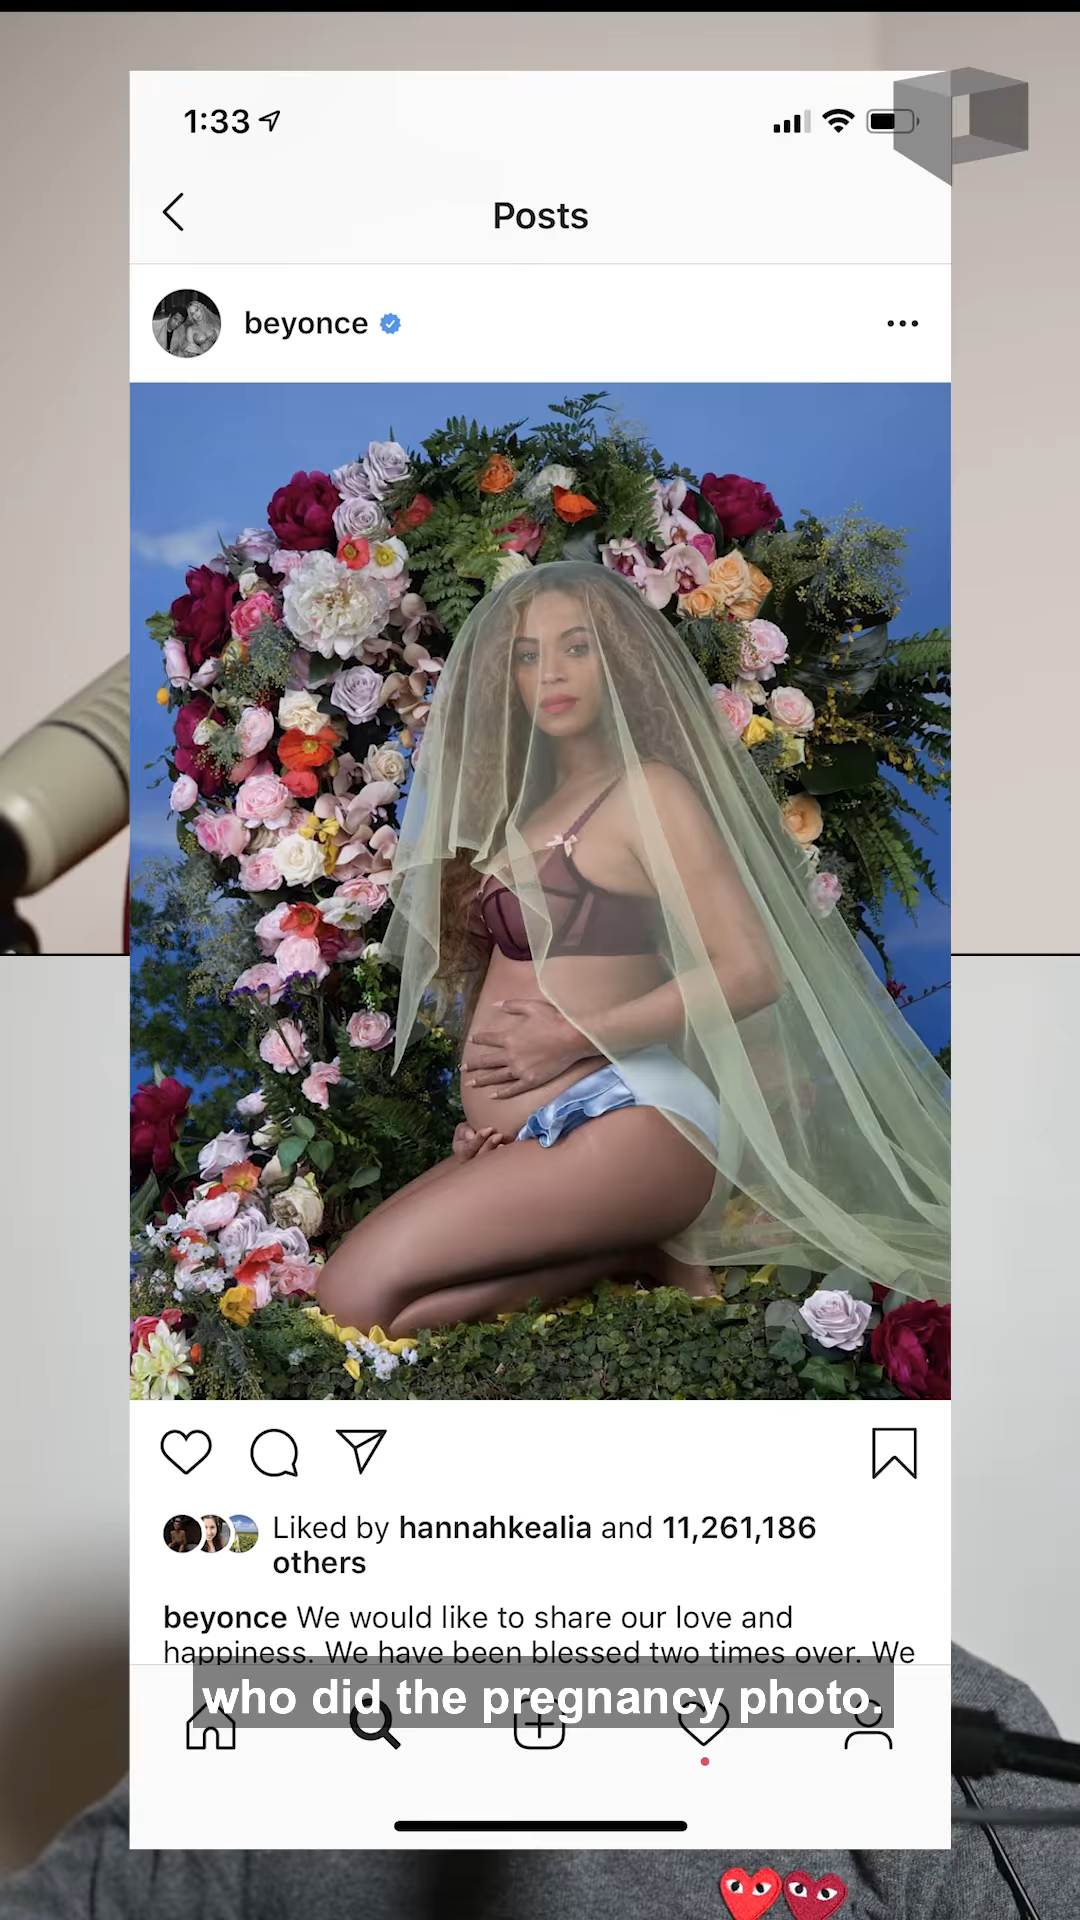 1:33
Posts
beyonce
Liked by hannahkealia and 11,261,186
others
beyonce We would like to share our love and
happiness. We have been blessed two times over. We
who did the pregnancy photo.